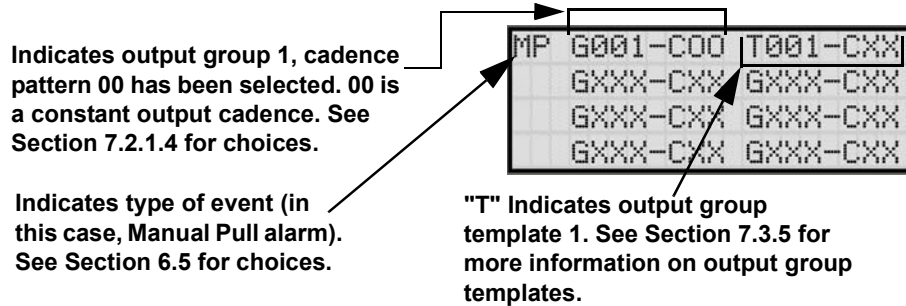 Indicates output group 1, cadence
pattern 00 has been selected. 00 is
a constant output cadence. See
Section 7.2.1.4 for choices.
Indicates type of event (in
this case, Manual Pull alarm).
See Section 6.5 for choices.
MP G001-C00 T001-CXX
GXXX-CXX GXXX-CXX
GXXX-CXX GXXX-CXX
GXXX-CXX GXXX-CXX
"T" Indicates output group
template 1. See Section 7.3.5 for
more information on output group
templates.